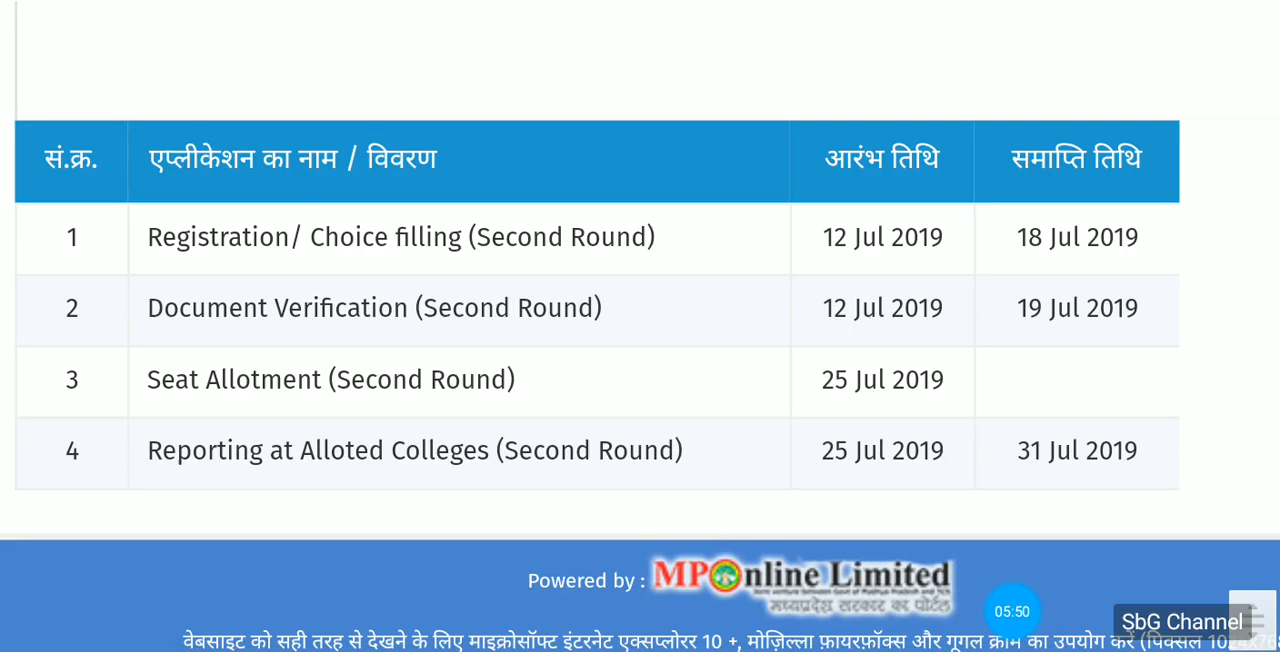 सं.क्र. एप्लीकेशन का नाम / विवरण आरंभ तिथि समाप्ति तिथि
1 Registration/ Choice filling (Second Round) 12 Jul 2019 18 Jul 2019
2 Document Verification (Second Round) 12 Jul 2019 19 Jul 2019
3 Seat Allotment (Second Round) 25 Jul 2019
4 Reporting at Alloted Colleges (Second Round) 25 Jul 2019 31 Jul 2019
Powered by : MPOnline Limited
मध्यप्रदेश सरकार का पोर्टल
05:50
SbG Channel
वेबसाइट को सही तरह से देखने के लिए माइक्रोसॉफ्ट इंटरनेट एक्सप्लोरर 10 +, मोज़िल्ला फ़ायरफ़ॉक्स और गूगल क्रोम का उपयोग करें (पिक्सल 1024x768